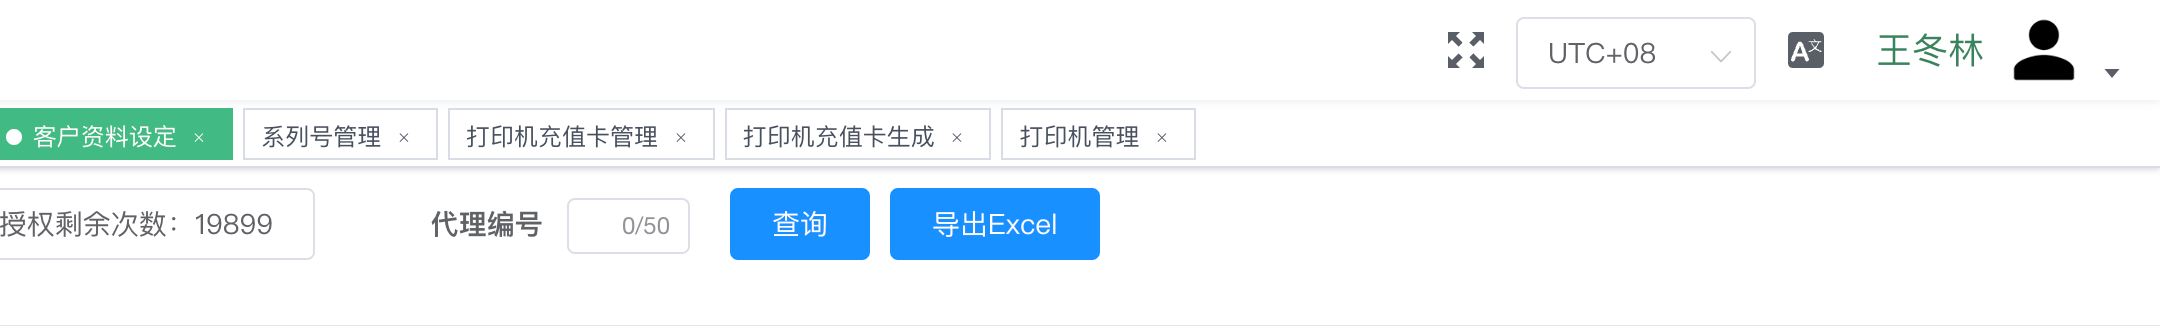 UTC+08 A文 王冬林
客户资料设定 × 系列号管理 × 打印机充值卡管理 × 打印机充值卡生成 × 打印机管理 ×
授权剩余次数：19899 代理编号 0/50 查询 导出Excel